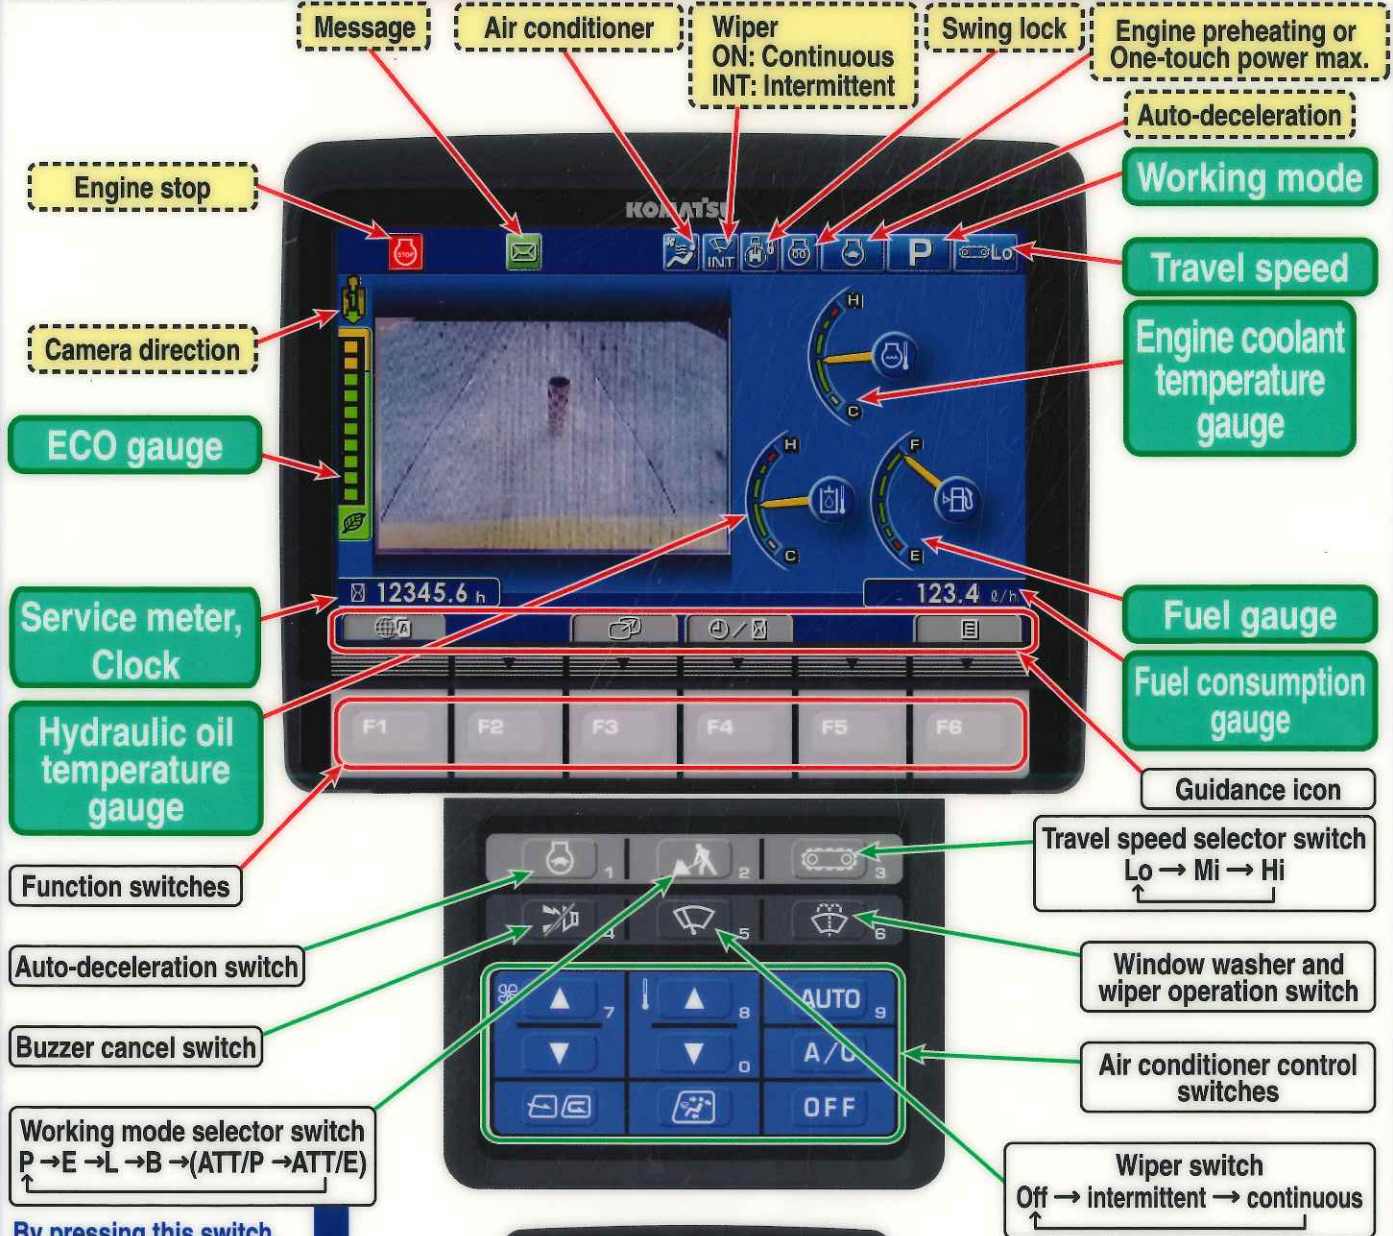 Message
Air conditioner
Wiper
ON: Continuous
INT: Intermittent
Swing lock
Engine preheating or
One-touch power max.
Auto-deceleration
Working mode
Engine stop
KOMATSU
STOP
INT
P
Lo
Travel speed
Camera direction
1
H
C
Engine coolant
temperature
gauge
ECO gauge
H
C
F
E
12345.6 h
123.4 ℓ/h
Service meter,
Clock
Fuel gauge
Fuel consumption
gauge
Hydraulic oil
temperature
gauge
A
F1
F2
F3
F4
F5
F6
Guidance icon
Function switches
Travel speed selector switch
Lo → Mi → Hi
1
2
3
4
5
6
Auto-deceleration switch
Window washer and
wiper operation switch
Buzzer cancel switch
7
8
AUTO 9
0
A/C
OFF
Air conditioner control
switches
Working mode selector switch
P →E →L →B →(ATT/P →ATT/E)
Wiper switch
Off → intermittent → continuous
By pressing this switch